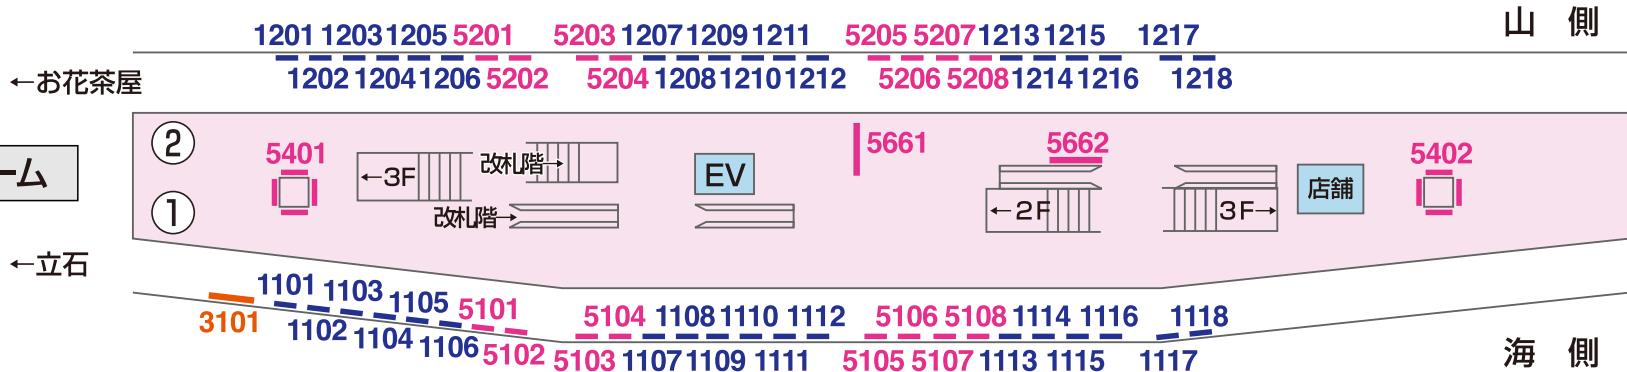 山 側
1201 1203 1205 5201 5203 1207 1209 1211 5205 5207 1213 1215 1217
1202 1204 1206 5202 5204 1208 1210 1212 5206 5208 1214 1216 1218
←お花茶屋
② 5401 ←3F 改札階→ EV 5661 5662 店舗 5402
ーム
① 改札階→ ←2F 3F→
←立石
1101 1103 1105 5101 5104 1108 1110 1112 5106 5108 1114 1116 1118
3101 1102 1104 1106 5102 5103 1107 1109 1111 5105 5107 1113 1115 1117
海 側